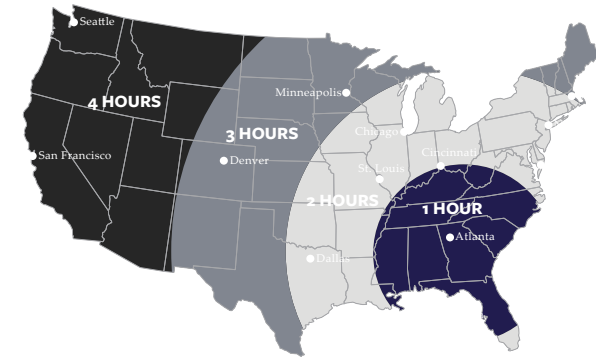 Seattle
4 HOURS
Minneapolis
3 HOURS
Chicago
San Francisco
Denver
Cincinnati
St. Louis
2 HOURS
1 HOUR
Atlanta
Dallas